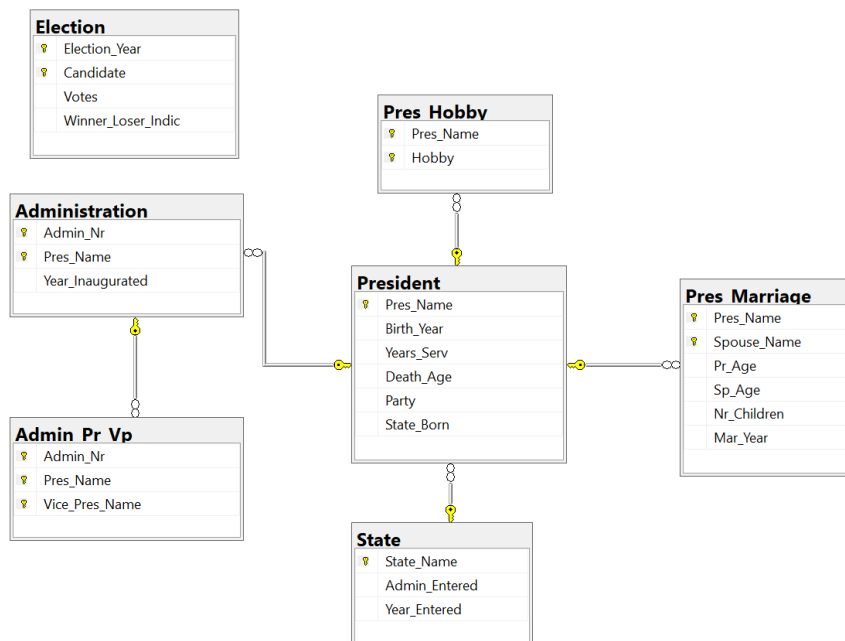 Election
Election_Year
Candidate
Votes
Winner_Loser_Indic
Pres_Hobby
Pres_Name
Hobby
Administration
Admin_Nr
Pres_Name
Year_Inaugurated
President
Pres_Name
Birth_Year
Years_Serv
Death_Age
Party
State_Born
Pres_Marriage
Pres_Name
Spouse_Name
Pr_Age
Sp_Age
Nr_Children
Mar_Year
Admin_Pr_Vp
Admin_Nr
Pres_Name
Vice_Pres_Name
State
State_Name
Admin_Entered
Year_Entered